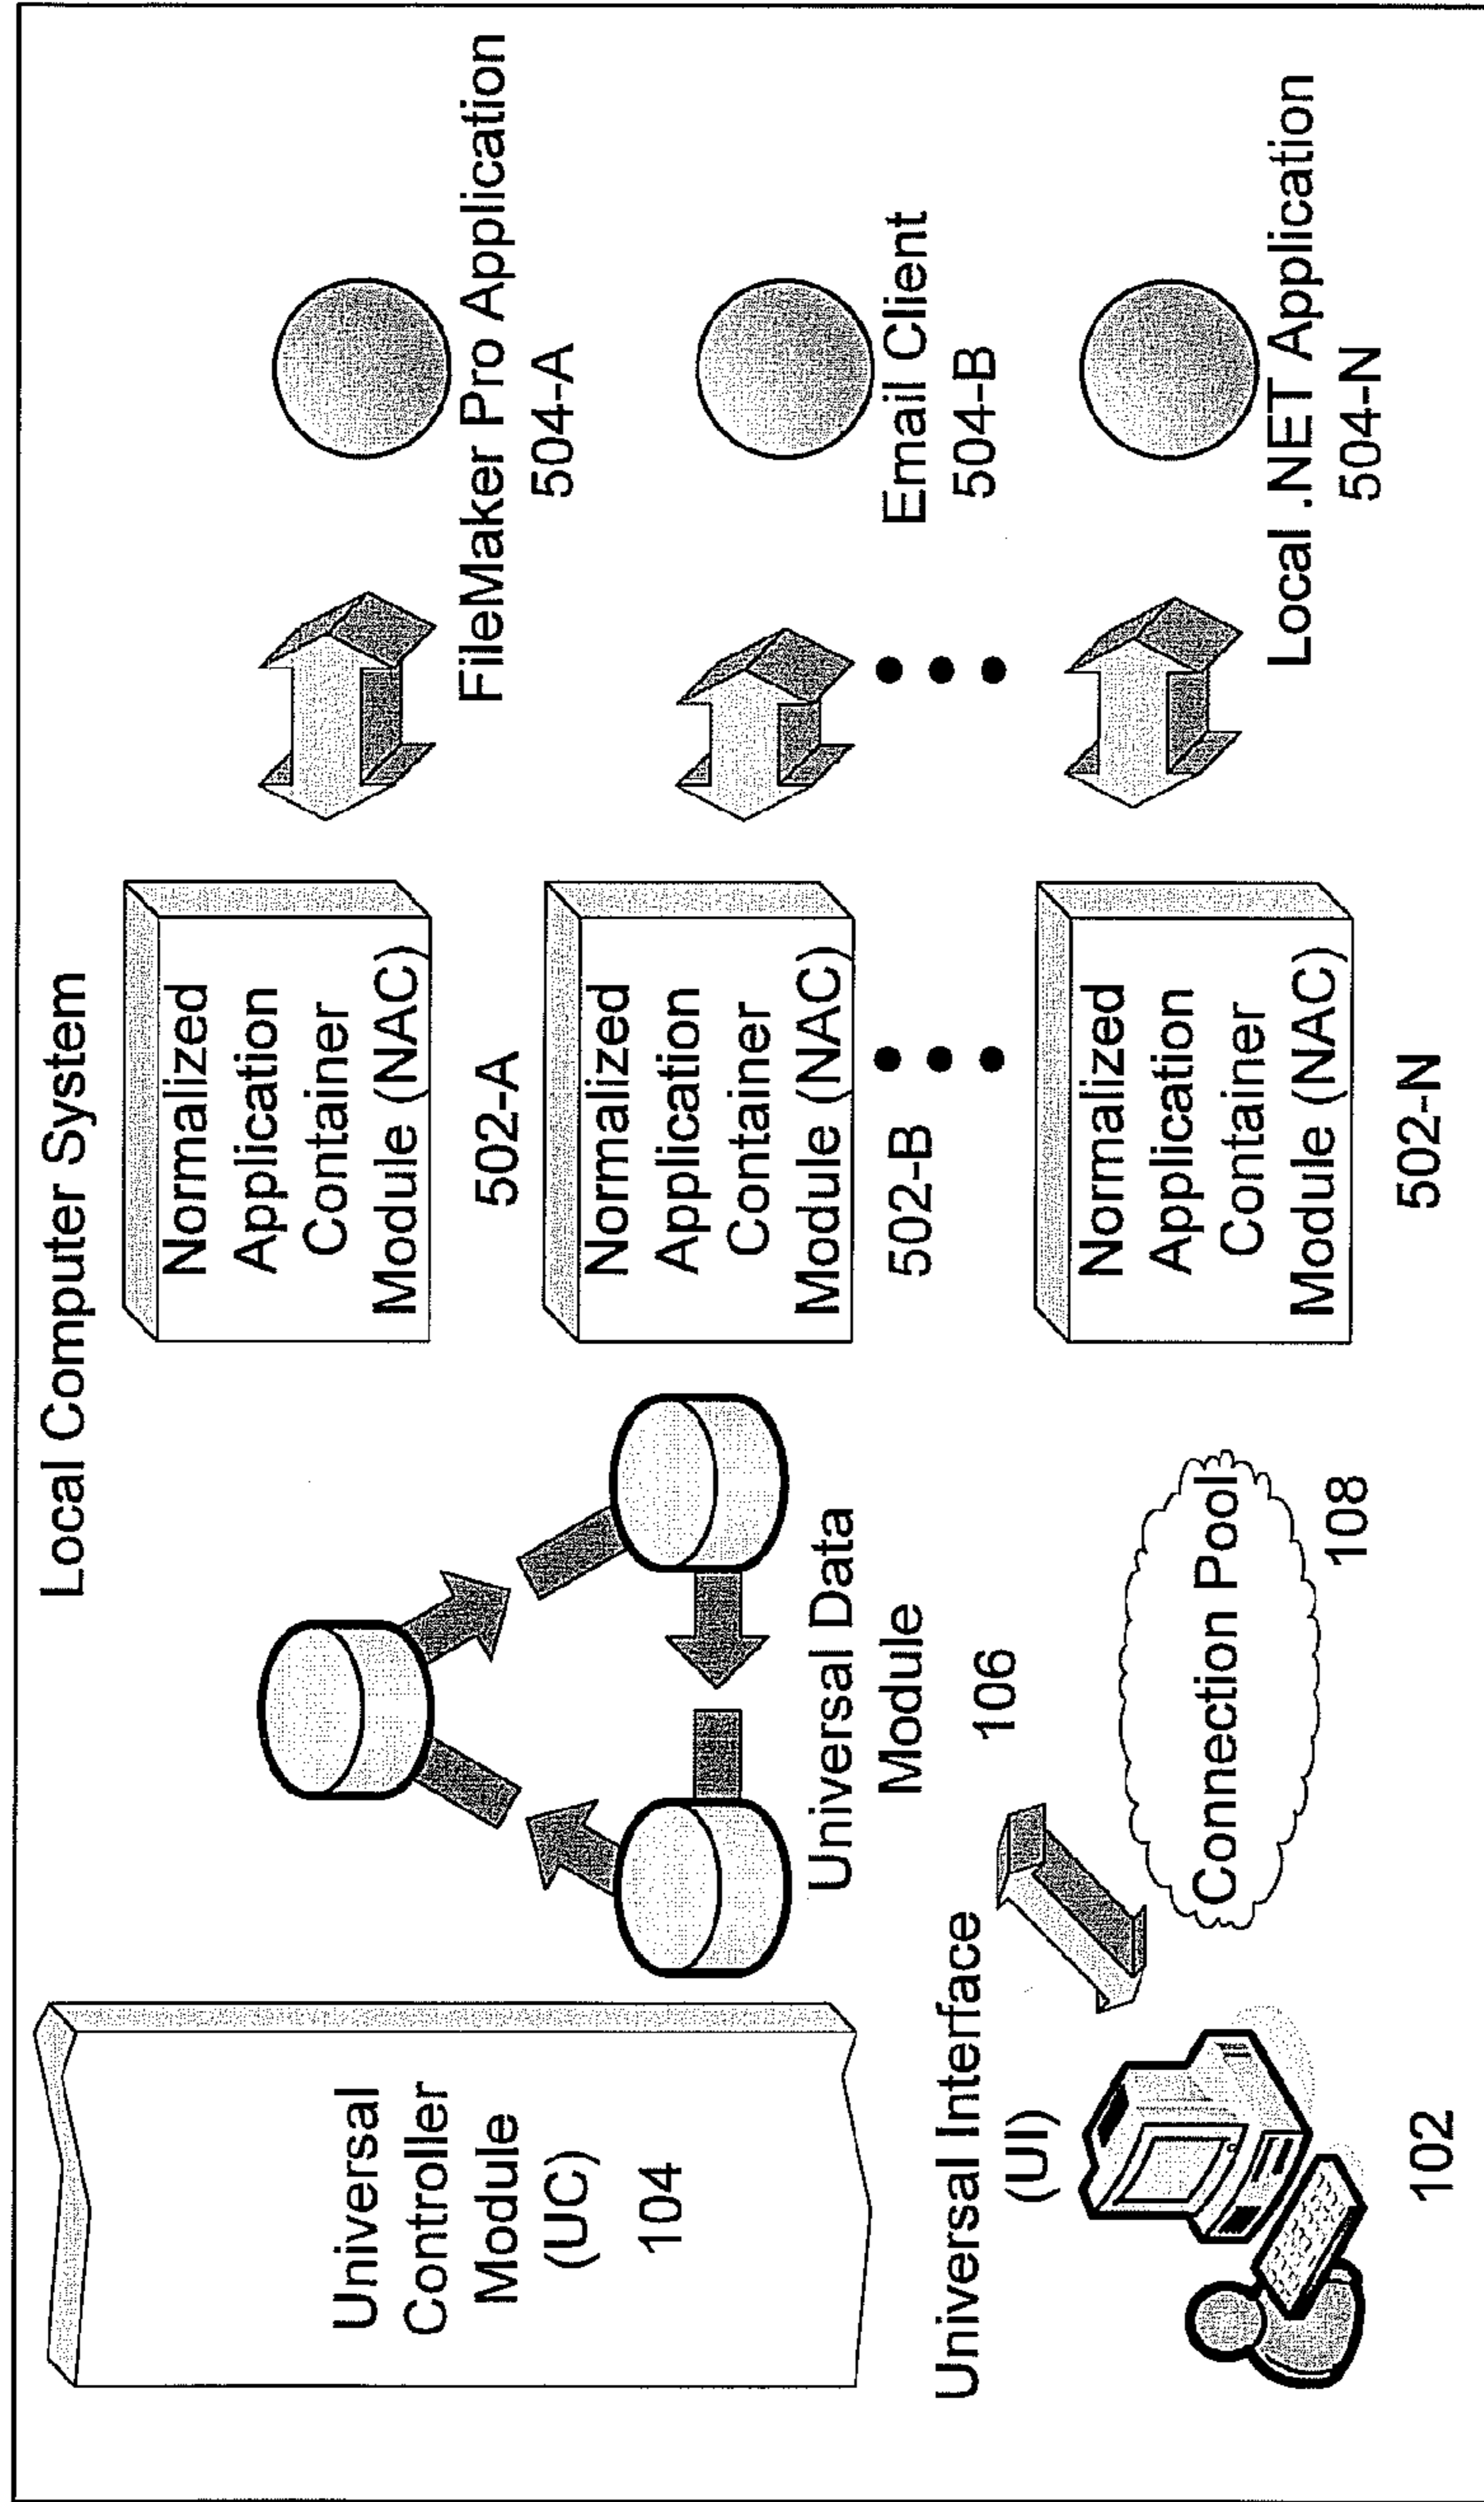 Local Computer System
Universal
Controller
Module
(UC)
104
Universal Data
Module
106
Universal Interface
(UI)
102
Connection Pool
108
Normalized
Application
Container
Module (NAC)
502-A
Normalized
Application
Container
Module (NAC)
502-B
Normalized
Application
Container
Module (NAC)
502-N
FileMaker Pro Application
504-A
Email Client
504-B
Local .NET Application
504-N